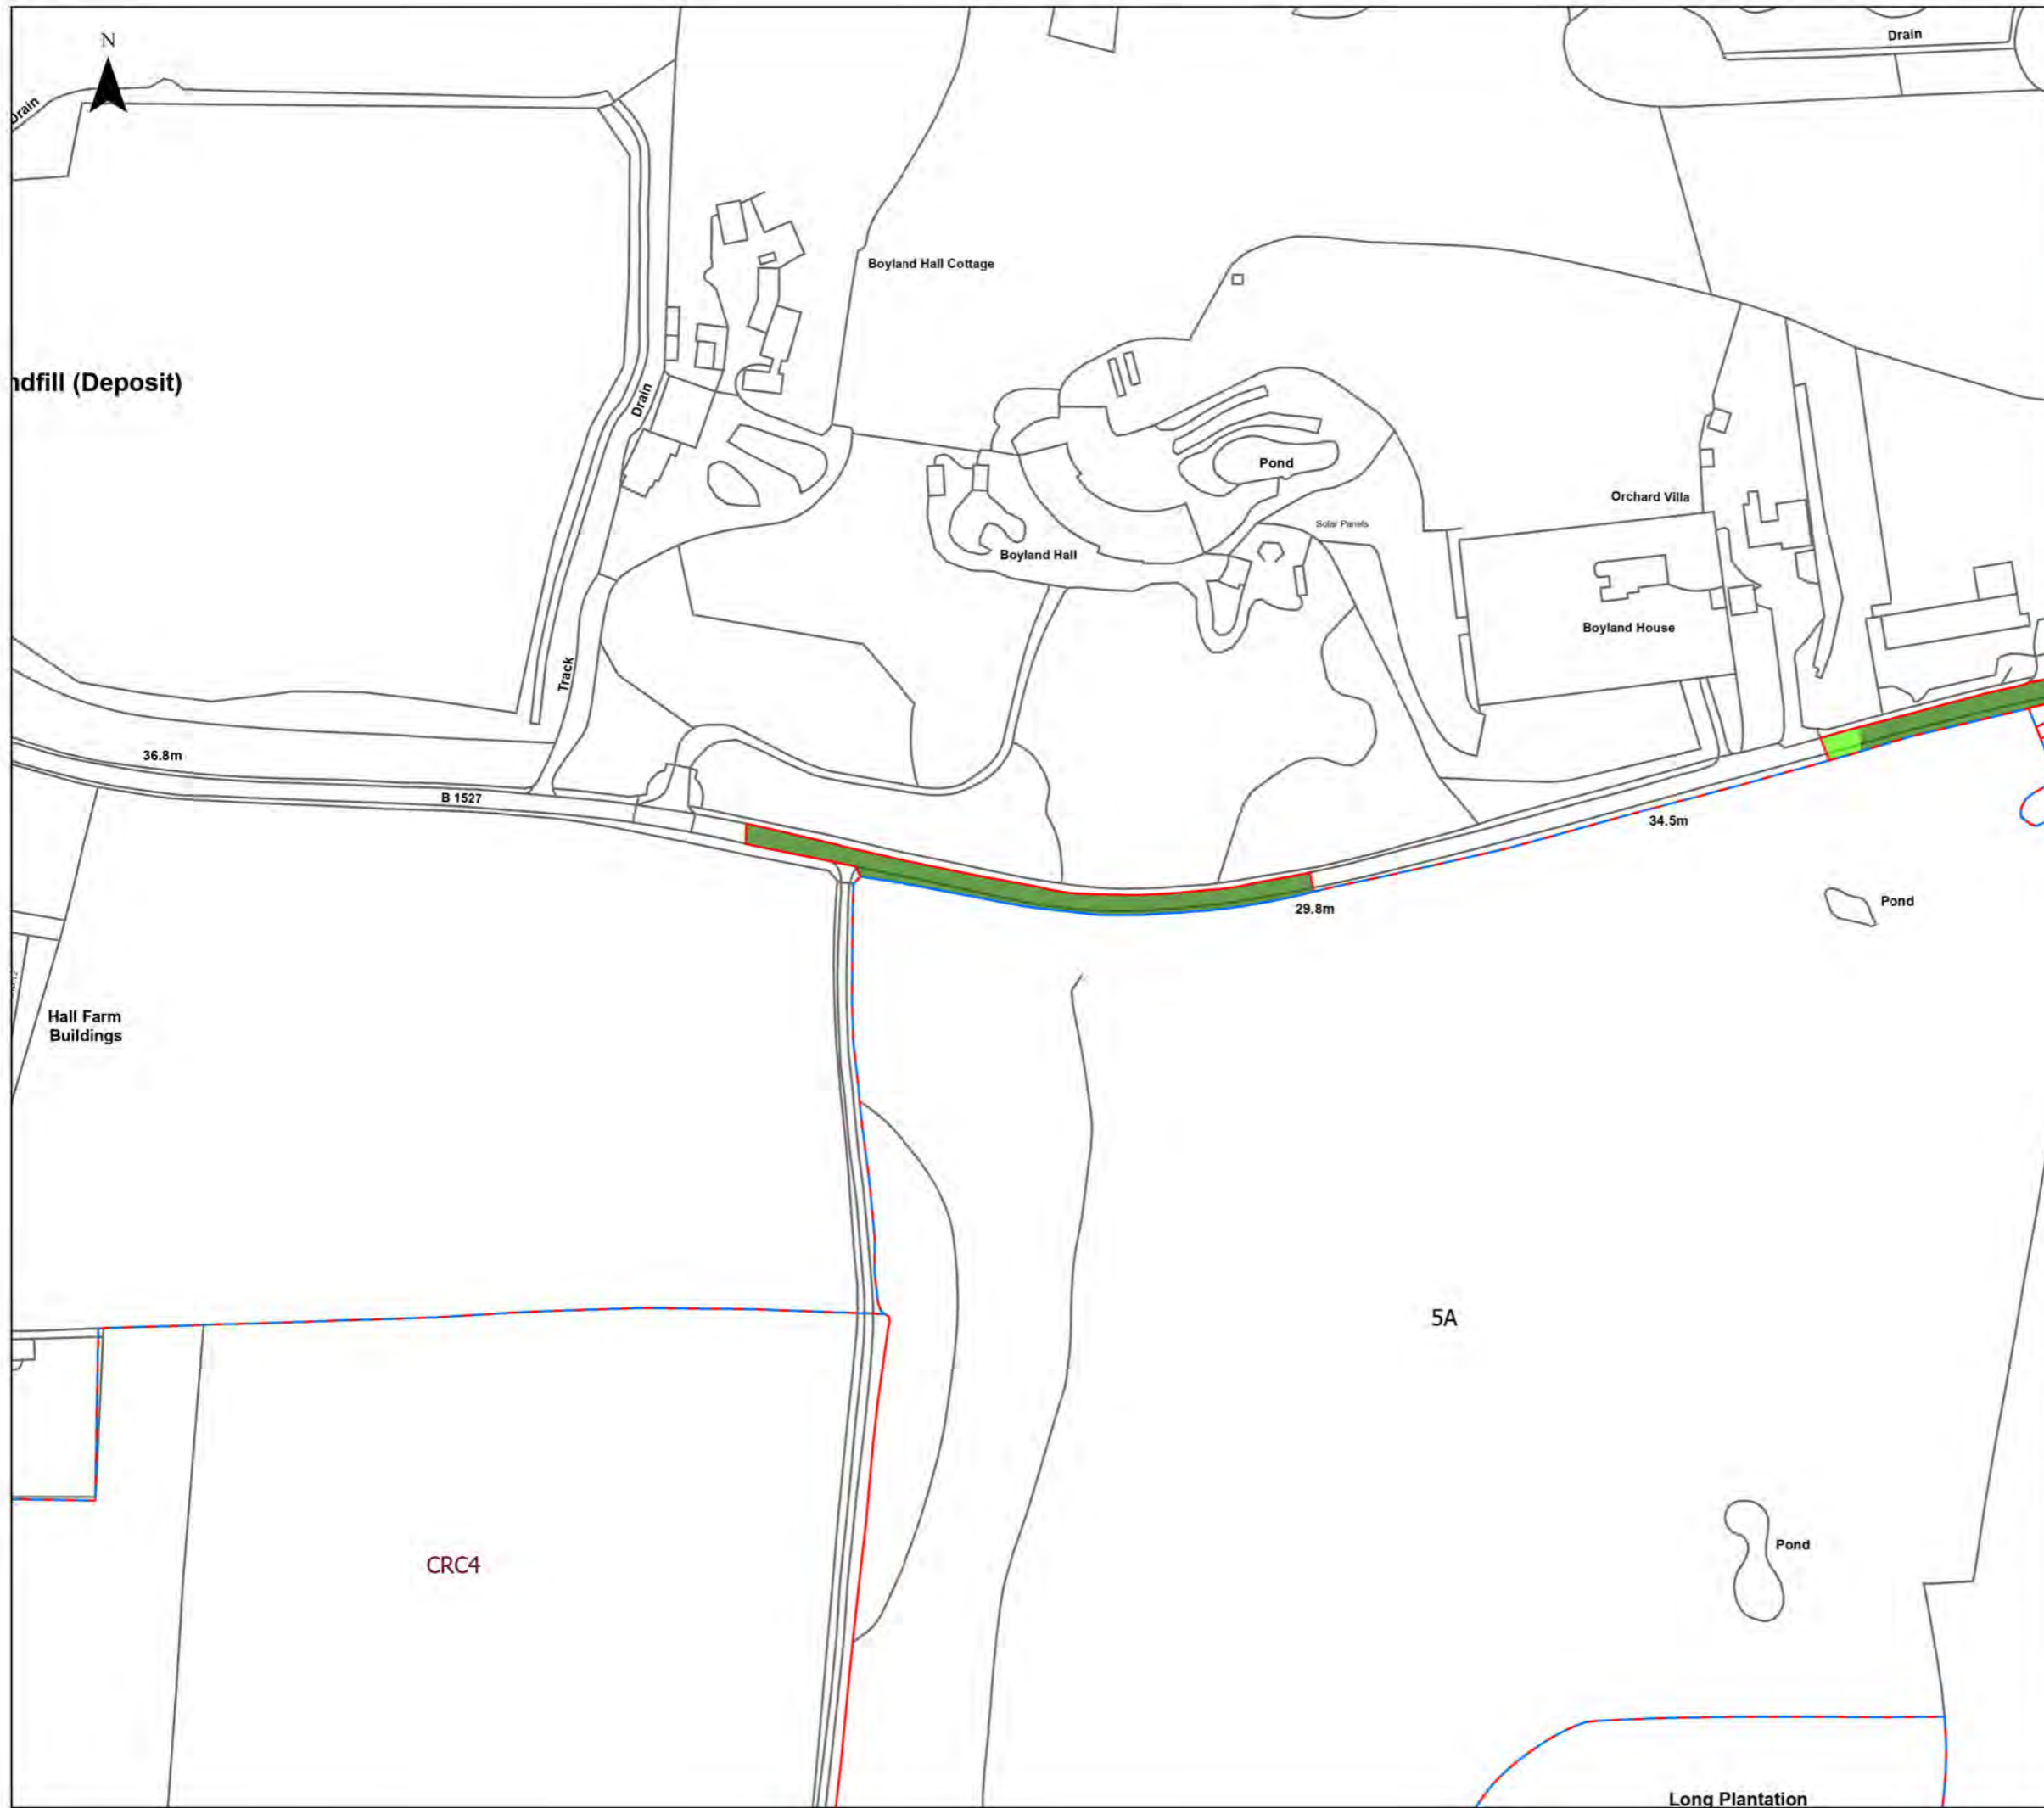 N
Drain
Drain
Boyland Hall Cottage
ndfill (Deposit)
Drain
Pond
Orchard Villa
Solar Panels
Boyland Hall
Boyland House
Track
36.8m
B 1527
34.5m
Pond
29.8m
Hall Farm
Buildings
5A
Pond
CRC4
Long Plantation